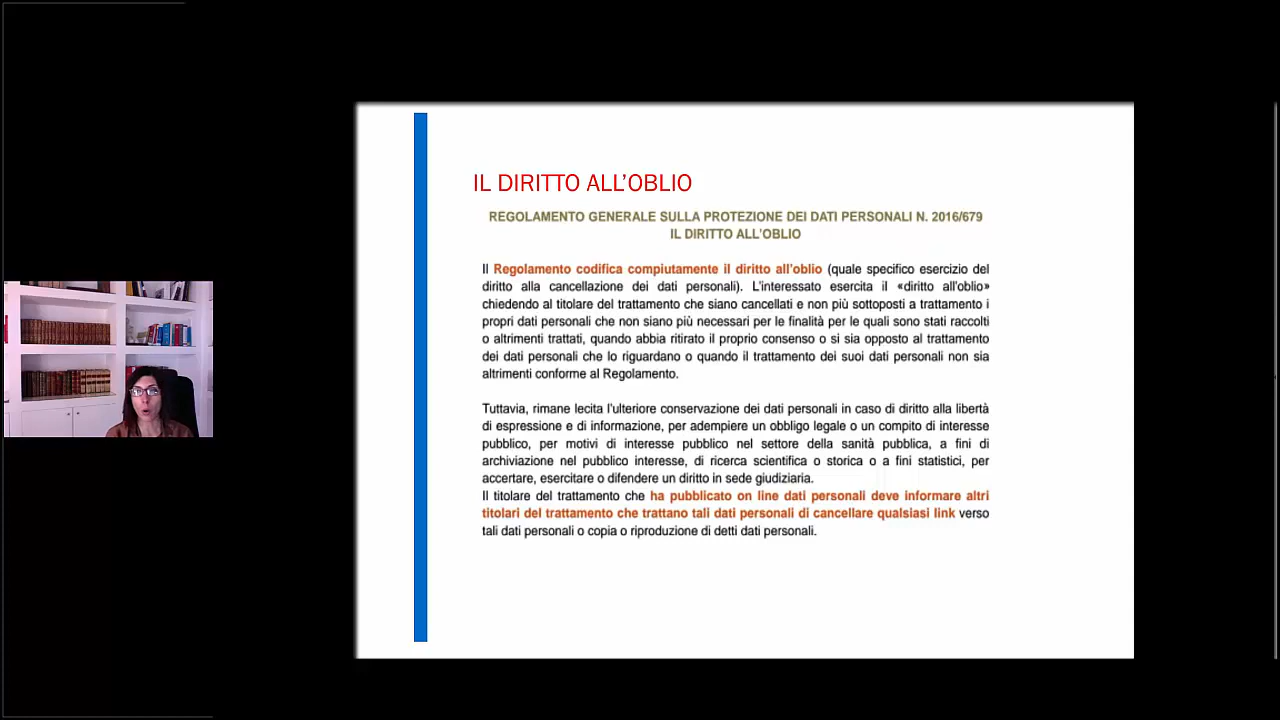 IL DIRITTO ALL'OBLIO
REGOLAMENTO GENERALE SULLA PROTEZIONE DEI DATI PERSONALI N. 2016/679
IL DIRITTO ALL'OBLIO
Il Regolamento codifica compiutamente il diritto all'oblio (quale specifico esercizio del
diritto alla cancellazione dei dati personali). L'interessato esercita il «diritto all'oblio»
chiedendo al titolare del trattamento che siano cancellati e non più sottoposti a trattamento i
propri dati personali che non siano più necessari per le finalità per le quali sono stati raccolti
o altrimenti trattati, quando abbia ritirato il proprio consenso o si sia opposto al trattamento
dei dati personali che lo riguardano o quando il trattamento dei suoi dati personali non sia
altrimenti conforme al Regolamento.
Tuttavia, rimane lecita l'ulteriore conservazione dei dati personali in caso di diritto alla libertà
di espressione e di informazione, per adempiere un obbligo legale o un compito di interesse
pubblico, per motivi di interesse pubblico nel settore della sanità pubblica, a fini di
archiviazione nel pubblico interesse, di ricerca scientifica o storica o a fini statistici, per
accertare, esercitare o difendere un diritto in sede giudiziaria.
Il titolare del trattamento che ha pubblicato on line dati personali deve informare altri
titolari del trattamento che trattano tali dati personali di cancellare qualsiasi link verso
tali dati personali o copia o riproduzione di detti dati personali.